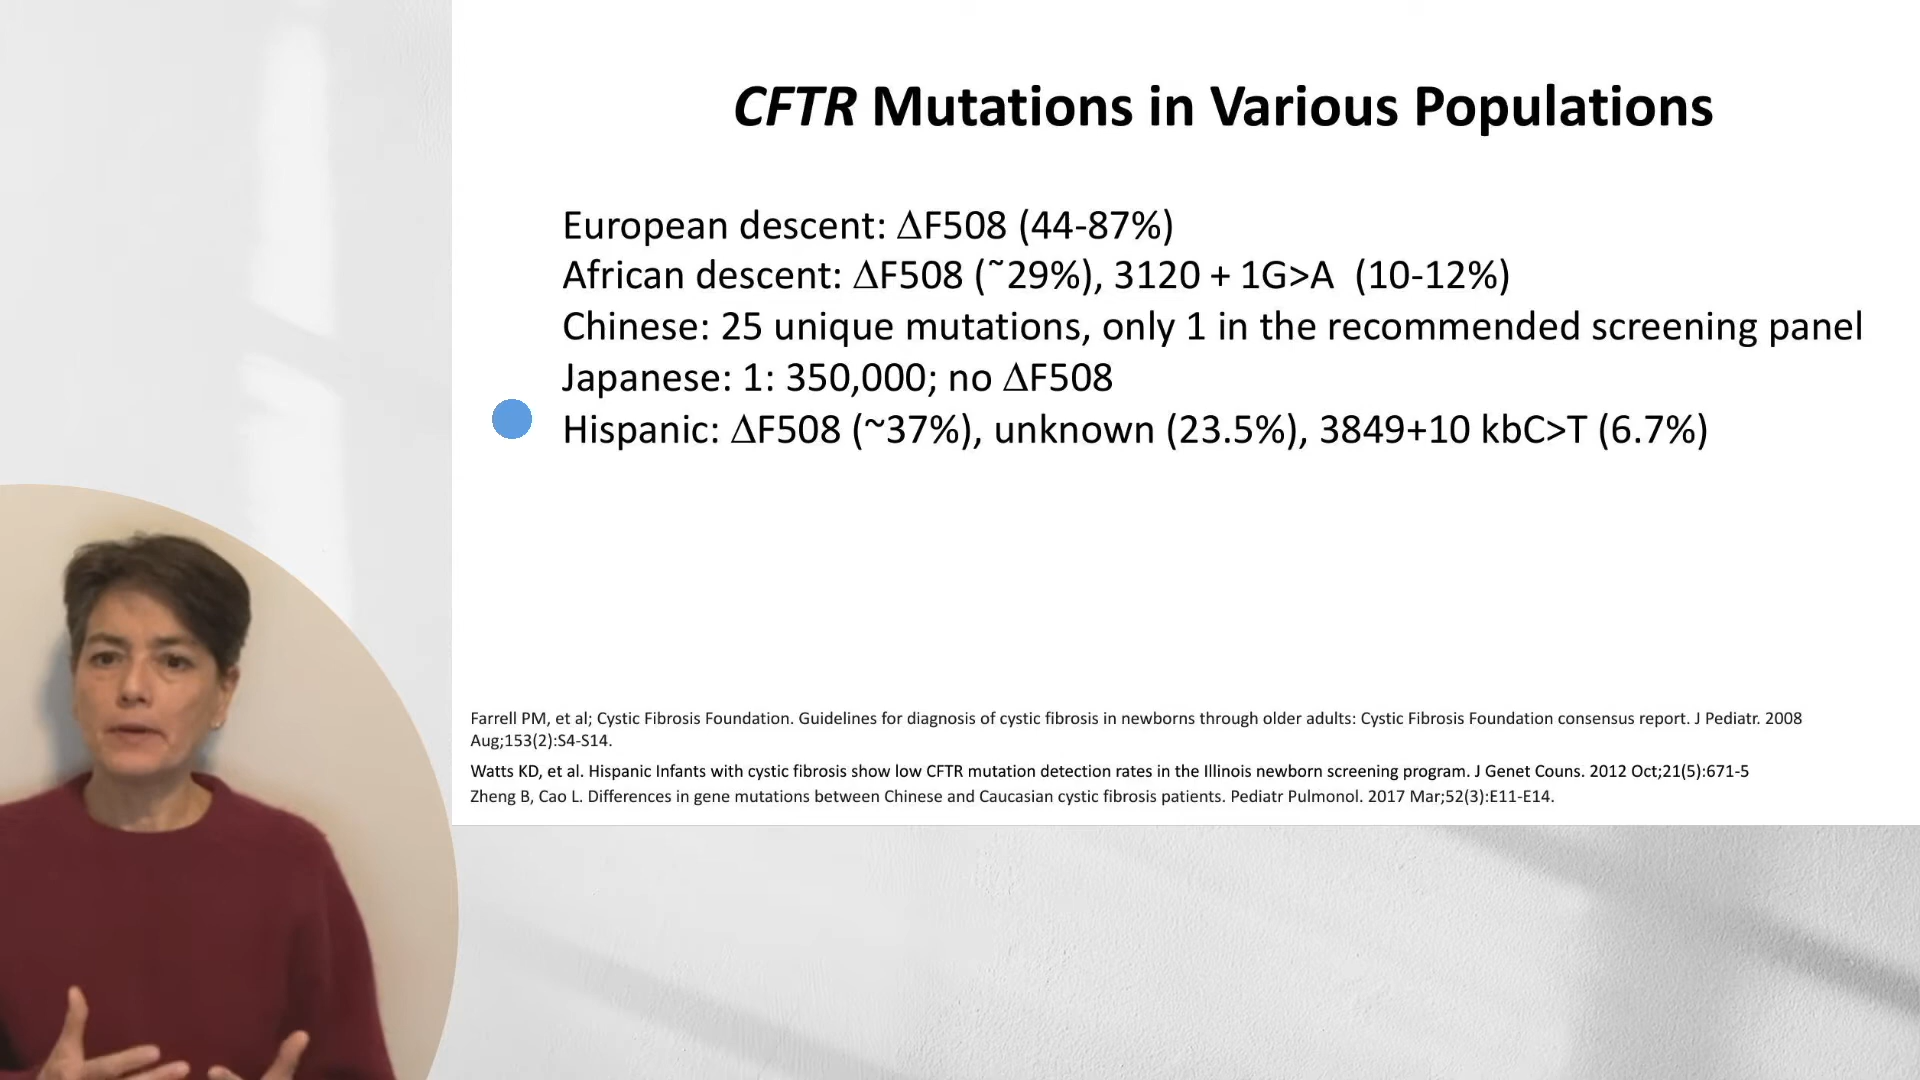 CFTR Mutations in Various Populations
European descent: ΔF508 (44-87%)
African descent: ΔF508 (˜29%), 3120 + 1G>A (10-12%)
Chinese: 25 unique mutations, only 1 in the recommended screening panel
Japanese: 1: 350,000; no ΔF508
Hispanic: ΔF508 (~37%), unknown (23.5%), 3849+10 kbC>T (6.7%)
Farrell PM, et al; Cystic Fibrosis Foundation. Guidelines for diagnosis of cystic fibrosis in newborns through older adults: Cystic Fibrosis Foundation consensus report. J Pediatr. 2008
Aug;153(2):S4-S14.
Watts KD, et al. Hispanic Infants with cystic fibrosis show low CFTR mutation detection rates in the Illinois newborn screening program. J Genet Couns. 2012 Oct;21(5):671-5
Zheng B, Cao L. Differences in gene mutations between Chinese and Caucasian cystic fibrosis patients. Pediatr Pulmonol. 2017 Mar;52(3):E11-E14.